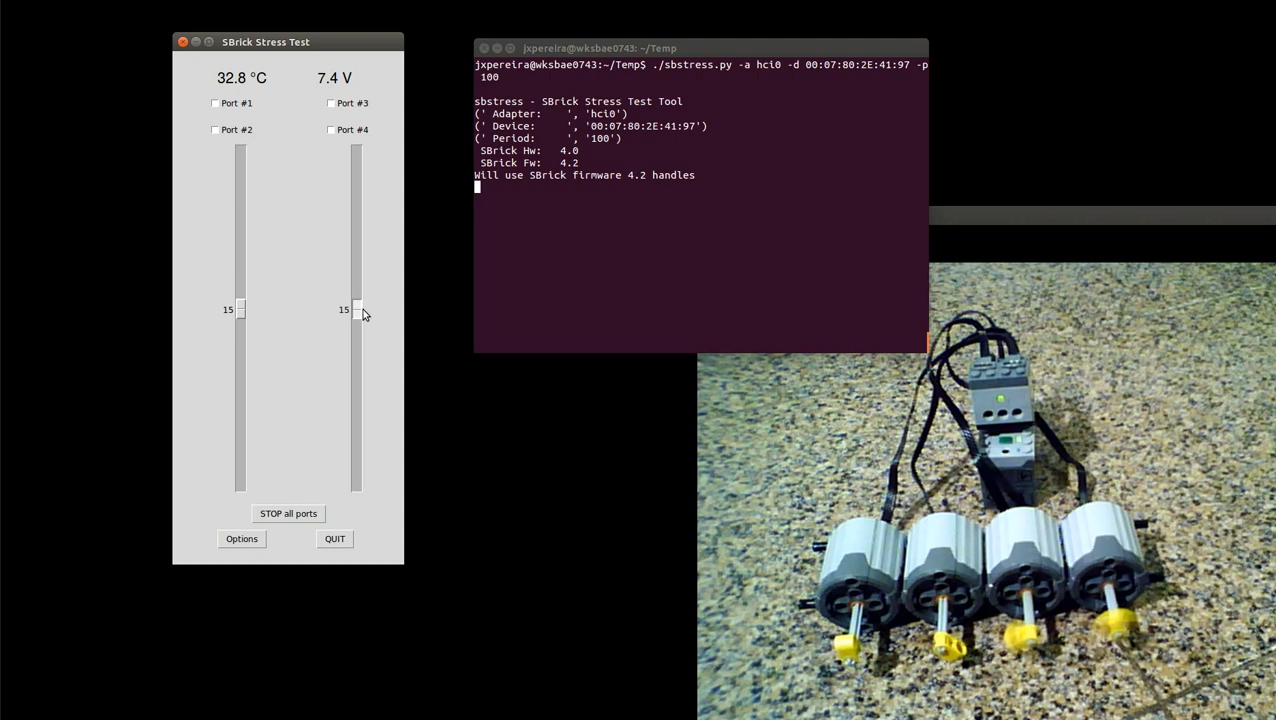 SBrick Stress Test
32.8 °C 7.4 V
Port #1 Port #3
Port #2 Port #4
15 15
STOP all ports
Options QUIT
jxpereira@wksbae0743: ~/Temp
jxpereira@wksbae0743:~/Temp$ ./sbstress.py -a hci0 -d 00:07:80:2E:41:97 -p
100
sbstress - SBrick Stress Test Tool
(' Adapter:    ', 'hci0')
(' Device:     ', '00:07:80:2E:41:97')
(' Period:     ', '100')
SBrick Hw:   4.0
SBrick Fw:   4.2
Will use SBrick firmware 4.2 handles